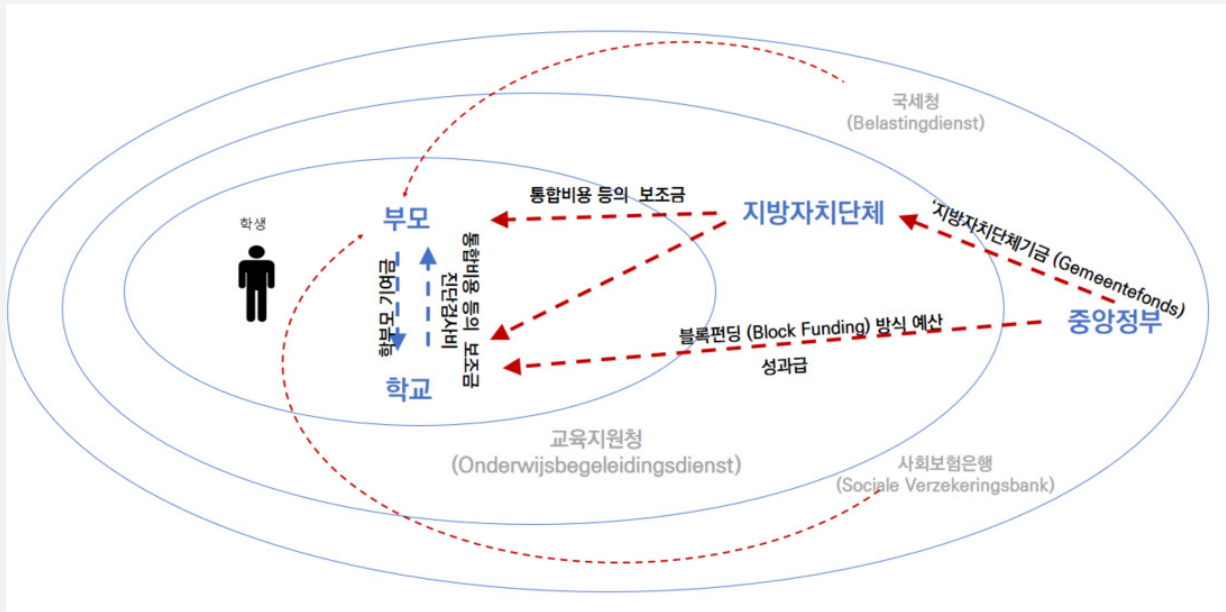 국세청
(Belastingdienst)
통합비용 등의 보조금
학생
부모
지방자치단체
'지방자치단체기금 (Gemeentefonds)
학부모 기여금
통합비용 등의 보조금
진단검사비
중앙정부
블록펀딩 (Block Funding) 방식 예산
성과급
학교
교육지원청
(Onderwijsbegeleidingsdienst)
사회보험은행
(Sociale Verzekeringsbank)